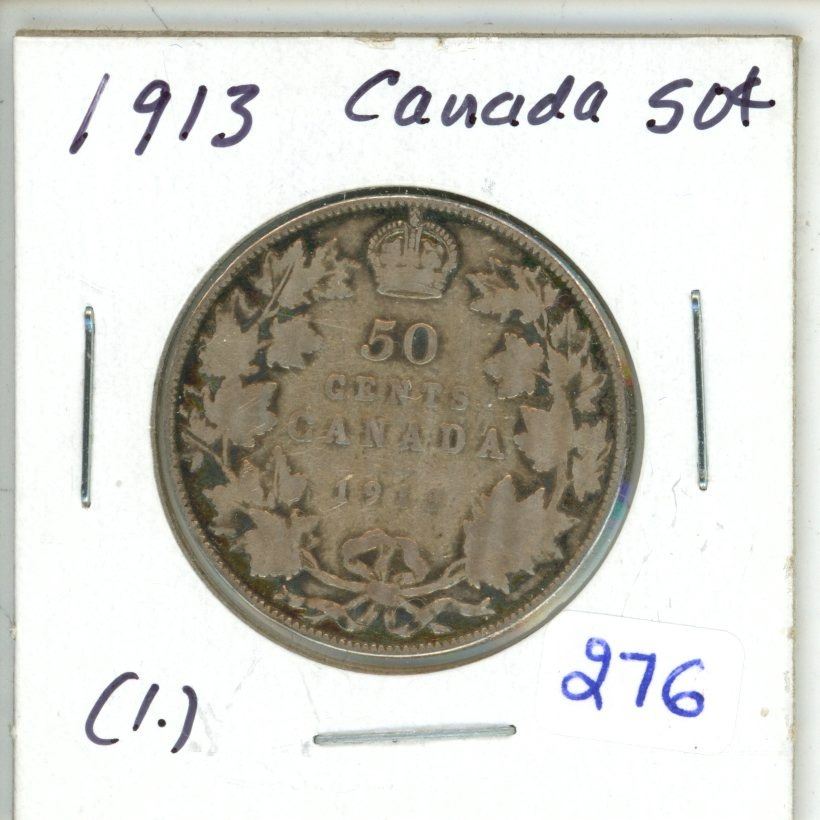 1913 Canada 50¢
50
CENTS
CANADA
276
(1.)